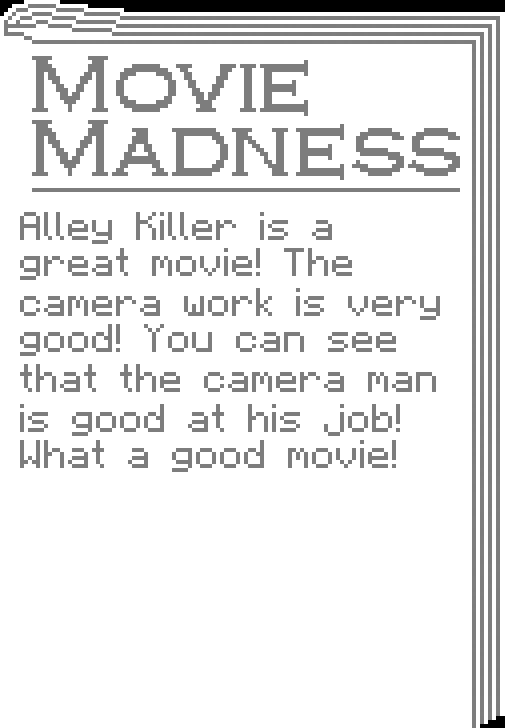 MOVIE
MADNESS
Alley Killer is a
great movie! The
camera work is very
good! You can see
that the camera man
is good at his job!
What a good movie!